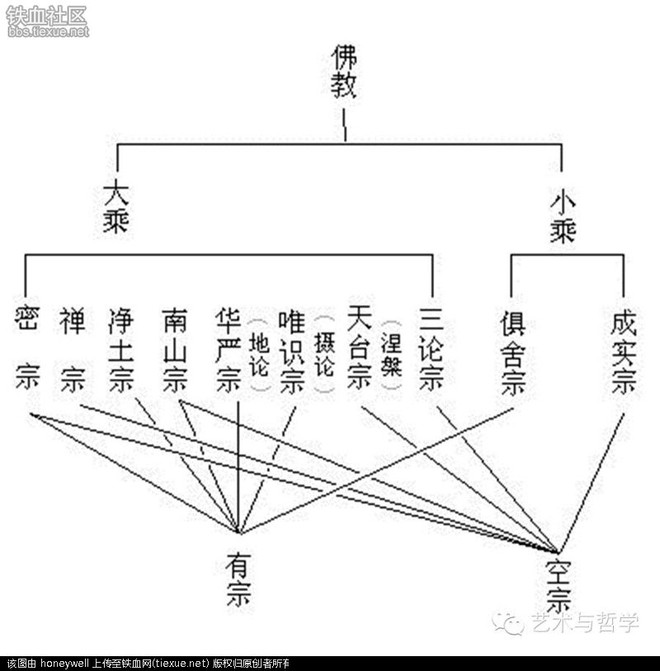 铁血社区
bbs.tiexue.net
佛教
大乘
小乘
密宗
禅宗
净土宗
南山宗
华严宗
（地论）
唯识宗
（摄论）
天台宗
（涅槃）
三论宗
俱舍宗
成实宗
有宗
空宗
艺术与哲学
该图由 honeywell 上传至铁血网(tiexue.net) 版权归原创者所有